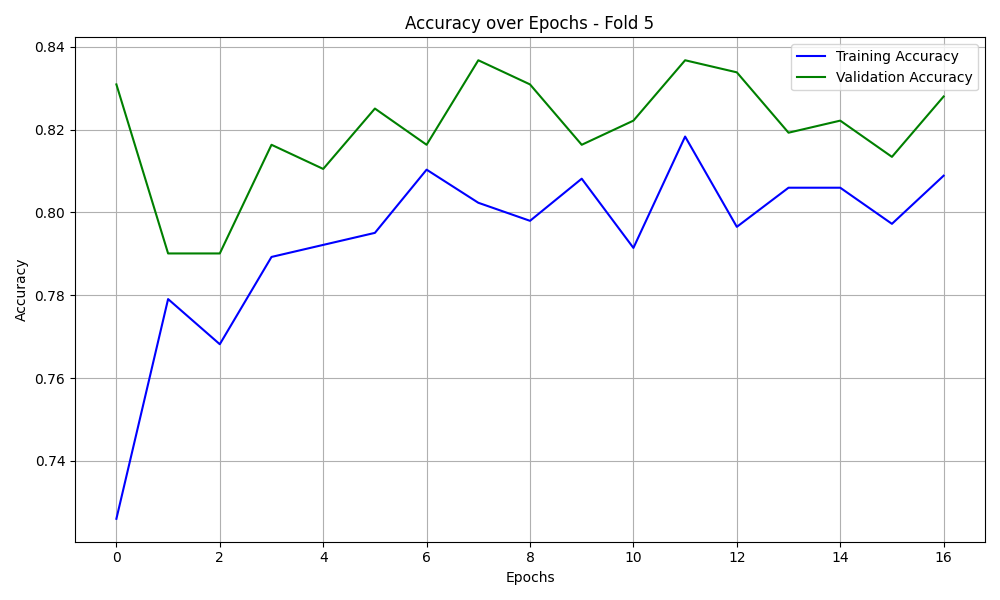 Accuracy over Epochs - Fold 5
0.84
0.82
0.80
0.78
0.76
0.74
Accuracy
Training Accuracy
Validation Accuracy
0 2 4 6 8 10 12 14 16
Epochs